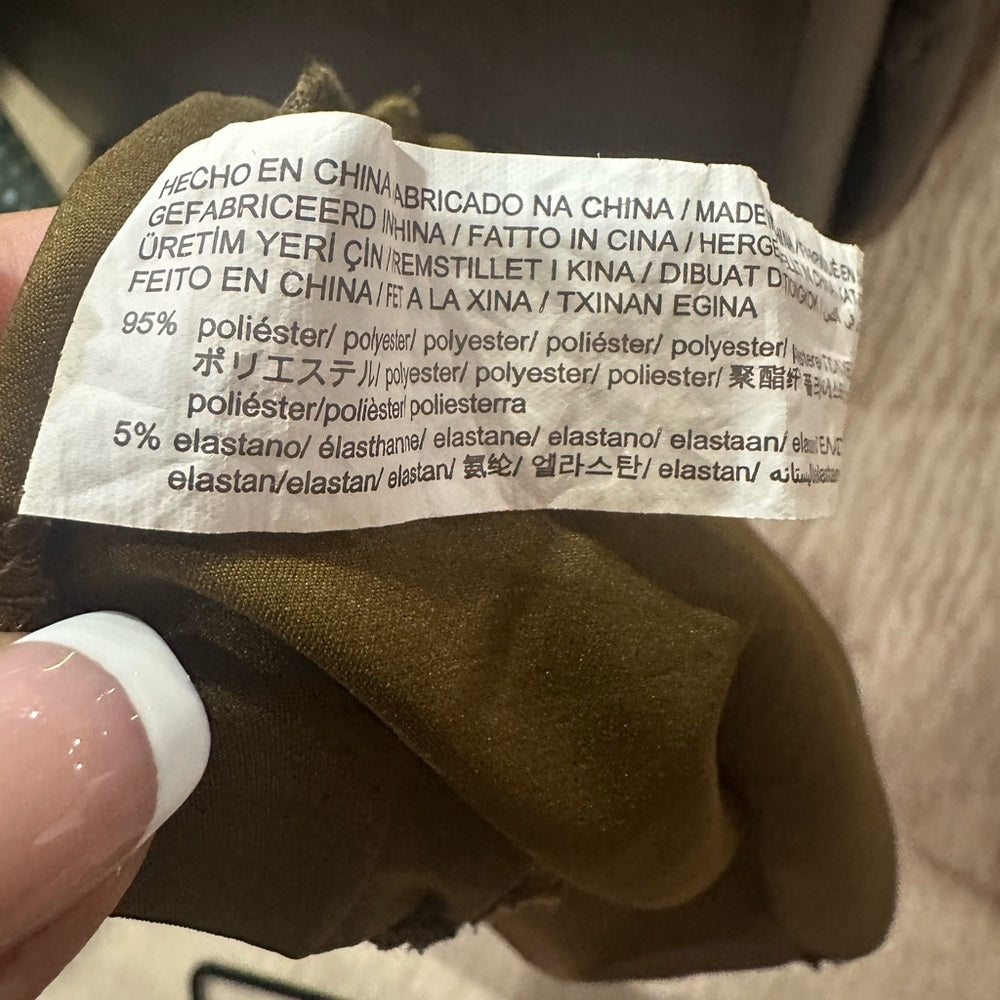 HECHO EN CHINA ABRICADO NA CHINA / MADE
GEFABRICEERD IN HINA / FATTO IN CINA / HERGE
ÜRETİM YERİ ÇİN / REMSTILLET I KINA / DIBUAT D
FEITO EN CHINA / FET A LA XINA / TXINAN EGINA
95% poliéster/ polyester/ polyester/ poliéster/ polyester/
ポリエステル/ polyester/ polyester/ poliester/ 聚酯纤
poliéster/polièster/ poliesterra
5% elastano/ élasthanne/ elastane/ elastano/ elastaan/
elastan/elastan/ elastan/ 氨纶/ 엘라스탄/ elastan/